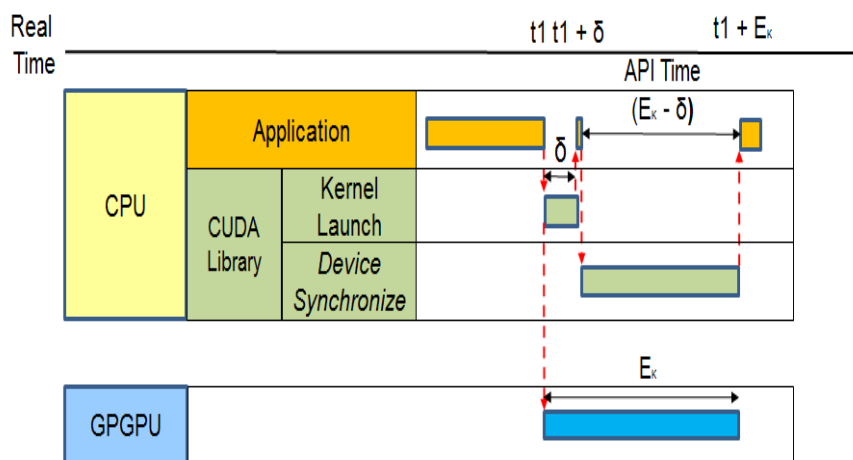 Real
Time
t1 t1 + δ
t1 + Eₖ
API Time
CPU
Application
(Eₖ - δ)
δ
CUDA
Library
Kernel
Launch
Device
Synchronize
GPGPU
Eₖ